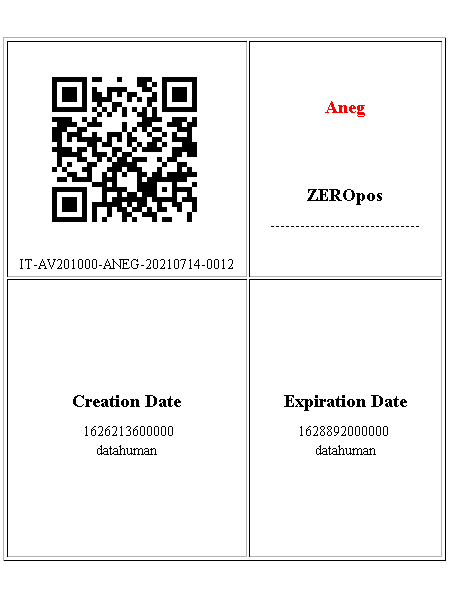 Aneg
ZEROpos
-----------------------------
IT-AV201000-ANEG-20210714-0012
Creation Date
1626213600000
datahuman
Expiration Date
1628892000000
datahuman